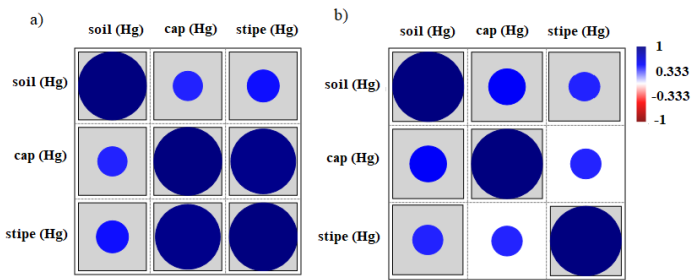 a)
soil (Hg) cap (Hg) stipe (Hg)
soil (Hg)
cap (Hg)
stipe (Hg)
b)
soil (Hg) cap (Hg) stipe (Hg)
soil (Hg)
cap (Hg)
stipe (Hg)
1
0.333
-0.333
-1